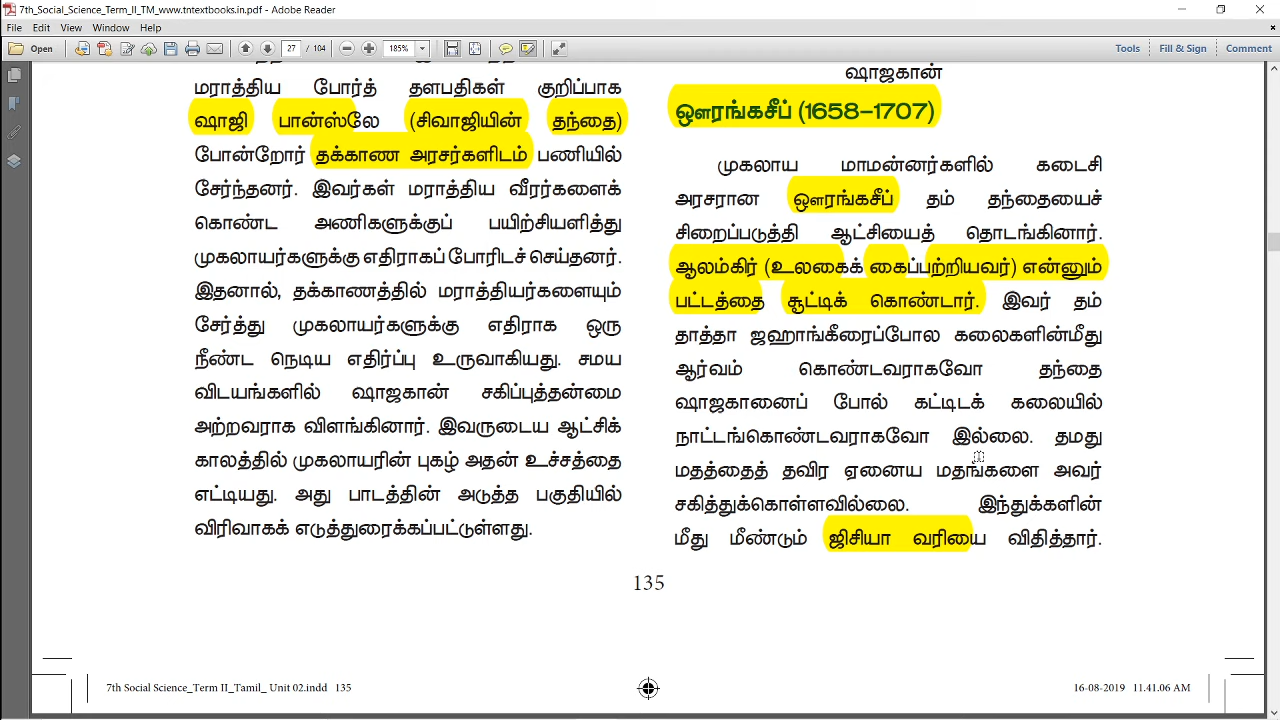 7th_Social_Science_Term_II_TM_www.tntextbooks.in.pdf - Adobe Reader
File Edit View Window Help
Open 27 / 104 185% Tools Fill & Sign Comment
மராத்திய போர்த் தளபதிகள் குறிப்பாக
ஷாஜி பான்ஸ்லே (சிவாஜியின் தந்தை)
போன்றோர் தக்காண அரசர்களிடம் பணியில்
சேர்ந்தனர். இவர்கள் மராத்திய வீரர்களைக்
கொண்ட அணிகளுக்குப் பயிற்சியளித்து
முகலாயர்களுக்கு எதிராகப் போரிடச் செய்தனர்.
இதனால், தக்காணத்தில் மராத்தியர்களையும்
சேர்த்து முகலாயர்களுக்கு எதிராக ஒரு
நீண்ட நெடிய எதிர்ப்பு உருவாகியது. சமய
விடயங்களில் ஷாஜகான் சகிப்புத்தன்மை
அற்றவராக விளங்கினார். இவருடைய ஆட்சிக்
காலத்தில் முகலாயரின் புகழ் அதன் உச்சத்தை
எட்டியது. அது பாடத்தின் அடுத்த பகுதியில்
விரிவாகக் எடுத்துரைக்கப்பட்டுள்ளது.
ஷாஜகான்
ஔரங்கசீப் (1658–1707)
முகலாய மாமன்னர்களில் கடைசி
அரசரான ஔரங்கசீப் தம் தந்தையைச்
சிறைப்படுத்தி ஆட்சியைத் தொடங்கினார்.
ஆலம்கிர் (உலகைக் கைப்பற்றியவர்) என்னும்
பட்டத்தை சூட்டிக் கொண்டார். இவர் தம்
தாத்தா ஜஹாங்கீரைப்போல கலைகளின்மீது
ஆர்வம் கொண்டவராகவோ தந்தை
ஷாஜகானைப் போல் கட்டிடக் கலையில்
நாட்டங்கொண்டவராகவோ இல்லை. தமது
மதத்தைத் தவிர ஏனைய மதங்களை அவர்
சகித்துக்கொள்ளவில்லை. இந்துக்களின்
மீது மீண்டும் ஜிசியா வரியை விதித்தார்.
135
7th Social Science_Term II_Tamil_ Unit 02.indd 135
16-08-2019 11.41.06 AM